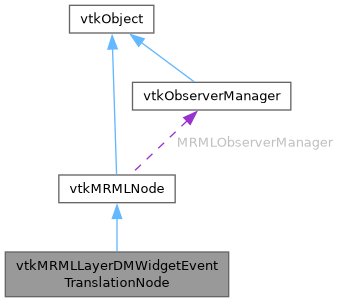 vtkObject
vtkObserverManager
MRMLObserverManager
vtkMRMLNode
vtkMRMLLayerDMWidgetEvent
TranslationNode